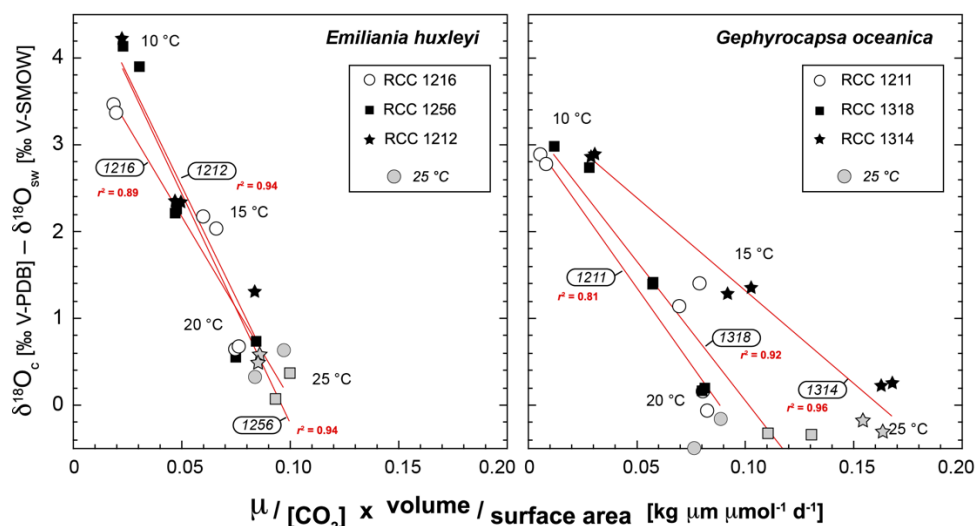 Emiliania huxleyi
10 °C
RCC 1216
RCC 1256
RCC 1212
25 °C
1216
r² = 0.89
1212
r² = 0.94
15 °C
20 °C
25 °C
1256
r² = 0.94
4
3
2
1
0
0
0.05
0.10
0.15
0.20
δ¹⁸O_c [‰ V-PDB] – δ¹⁸O_sw [‰ V-SMOW]
Gephyrocapsa oceanica
10 °C
RCC 1211
RCC 1318
RCC 1314
25 °C
15 °C
1211
r² = 0.81
1318
r² = 0.92
1314
r² = 0.96
20 °C
25 °C
0
0.05
0.10
0.15
0.20
μ / [CO₂] x volume / surface area [kg μm μmol⁻¹ d⁻¹]